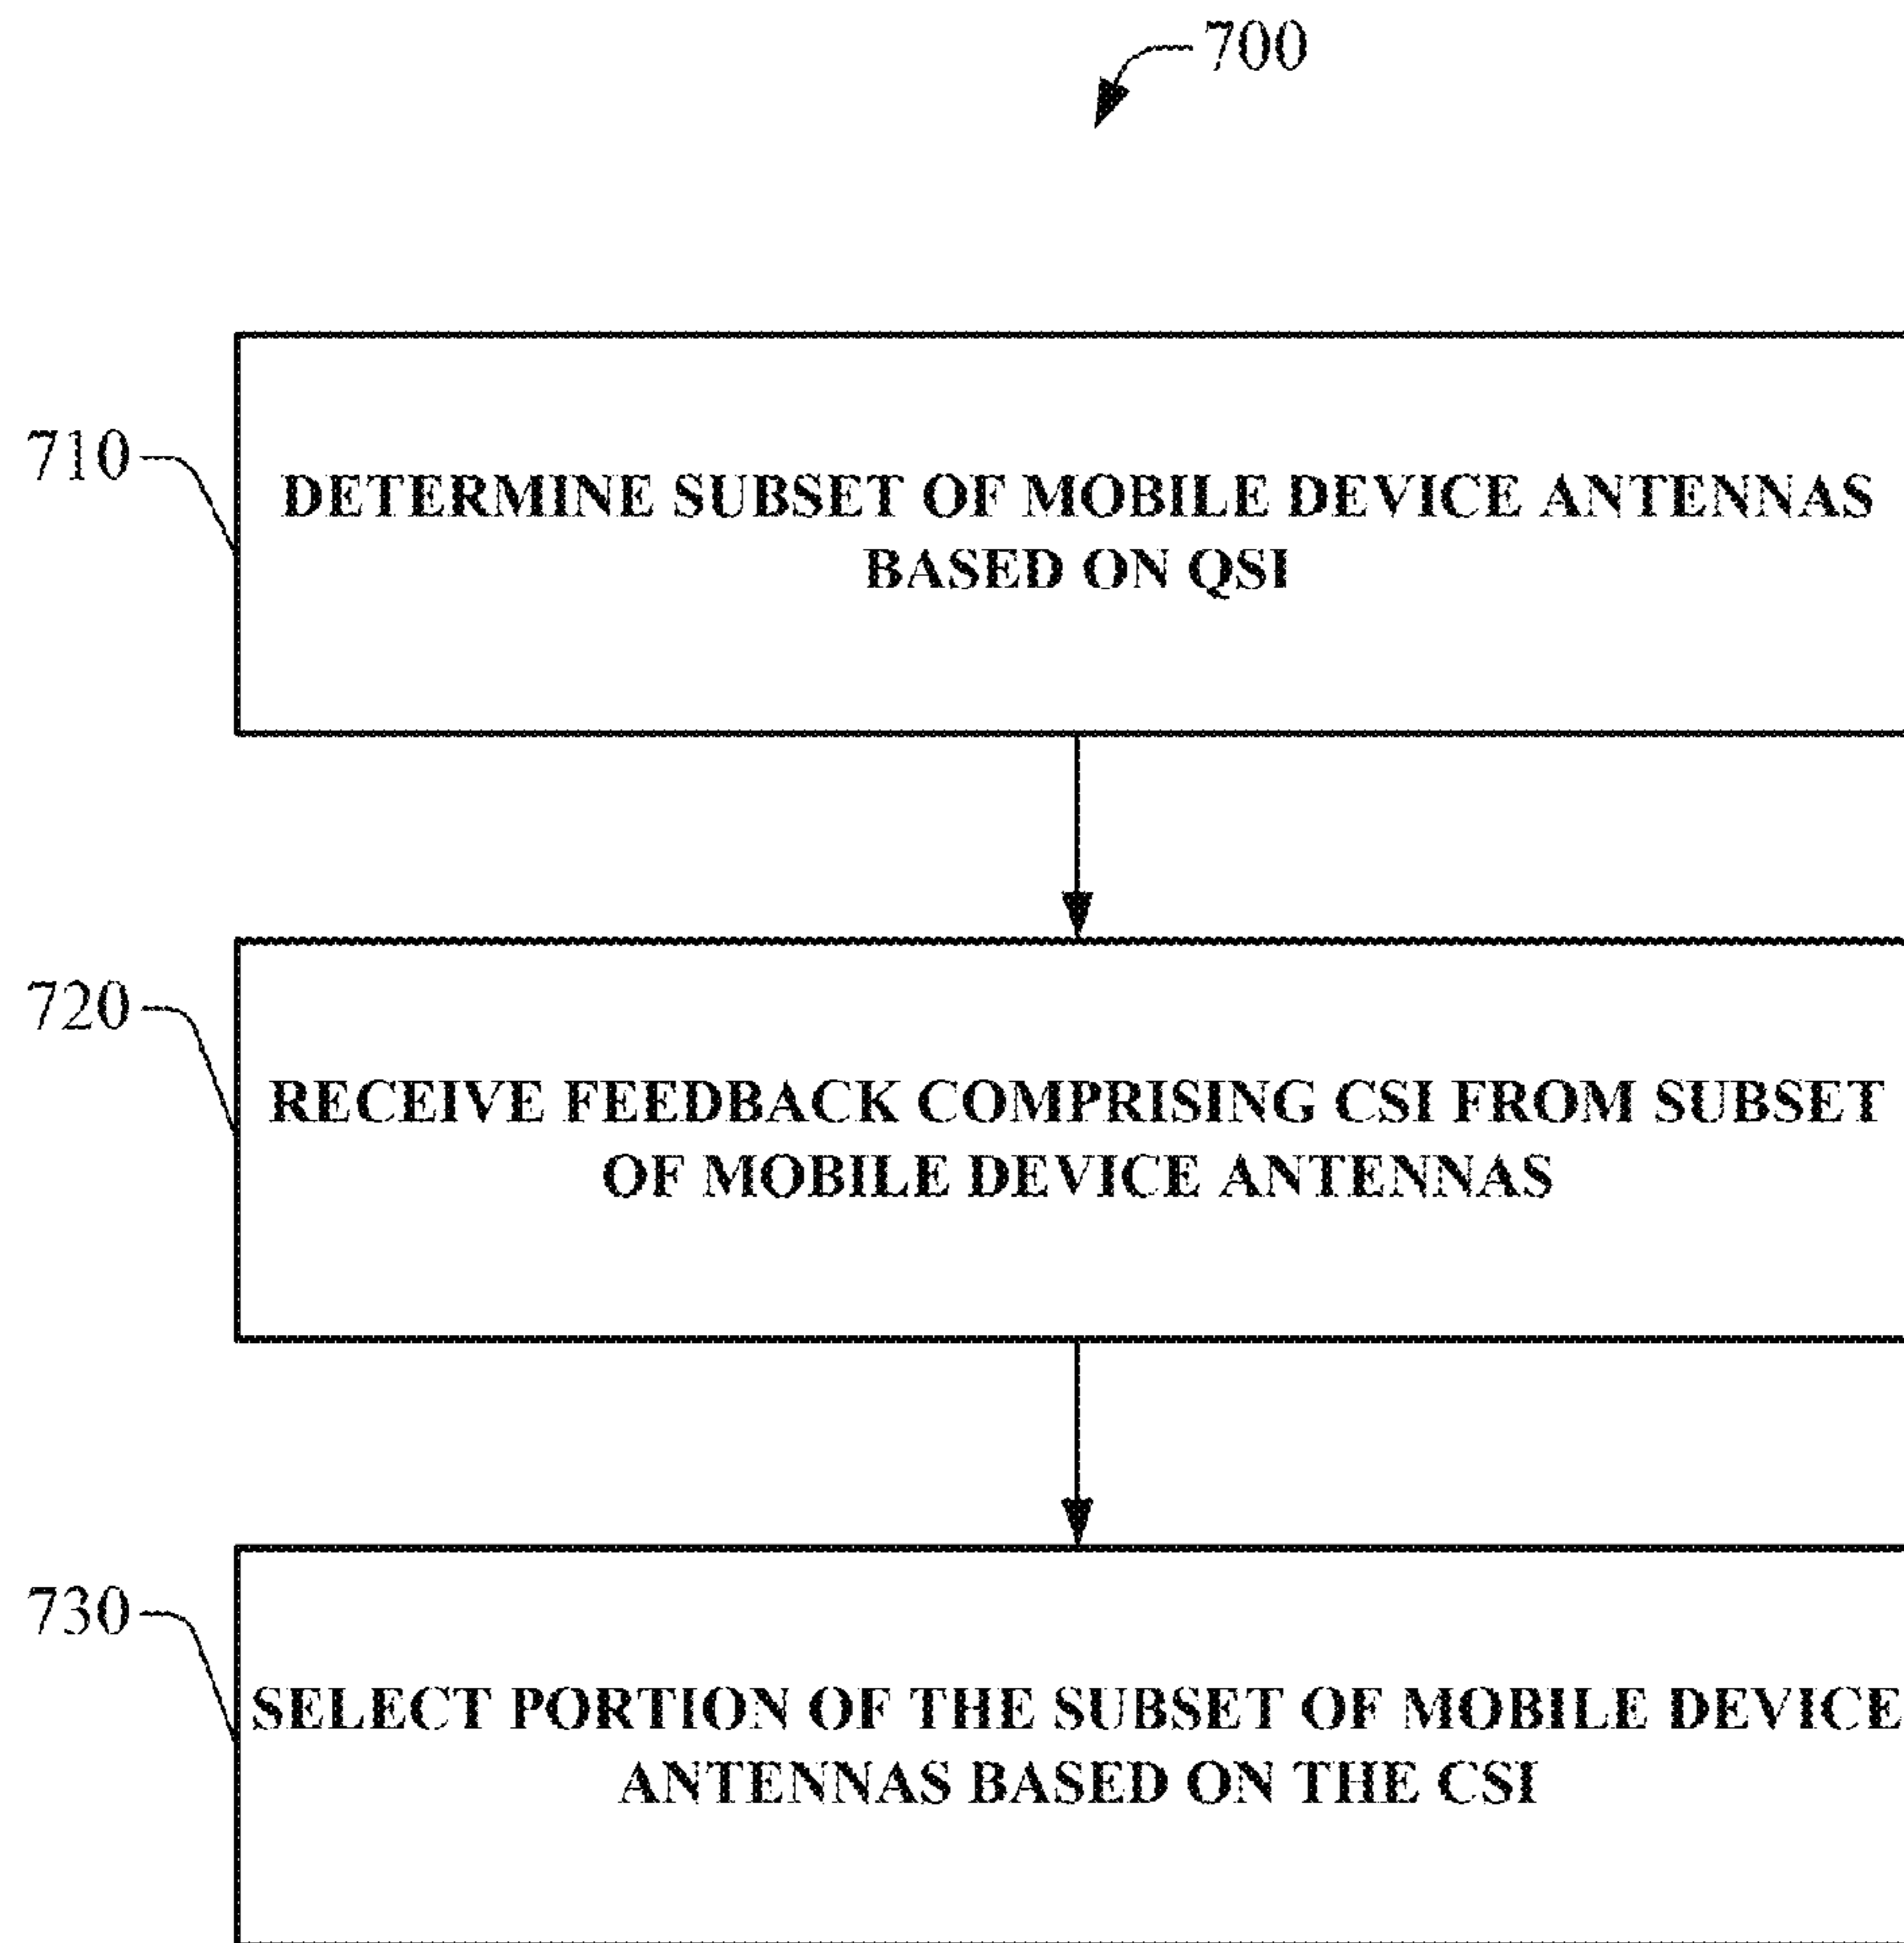 700
710
DETERMINE SUBSET OF MOBILE DEVICE ANTENNAS
BASED ON QSI
720
RECEIVE FEEDBACK COMPRISING CSI FROM SUBSET
OF MOBILE DEVICE ANTENNAS
730
SELECT PORTION OF THE SUBSET OF MOBILE DEVICE
ANTENNAS BASED ON THE CSI